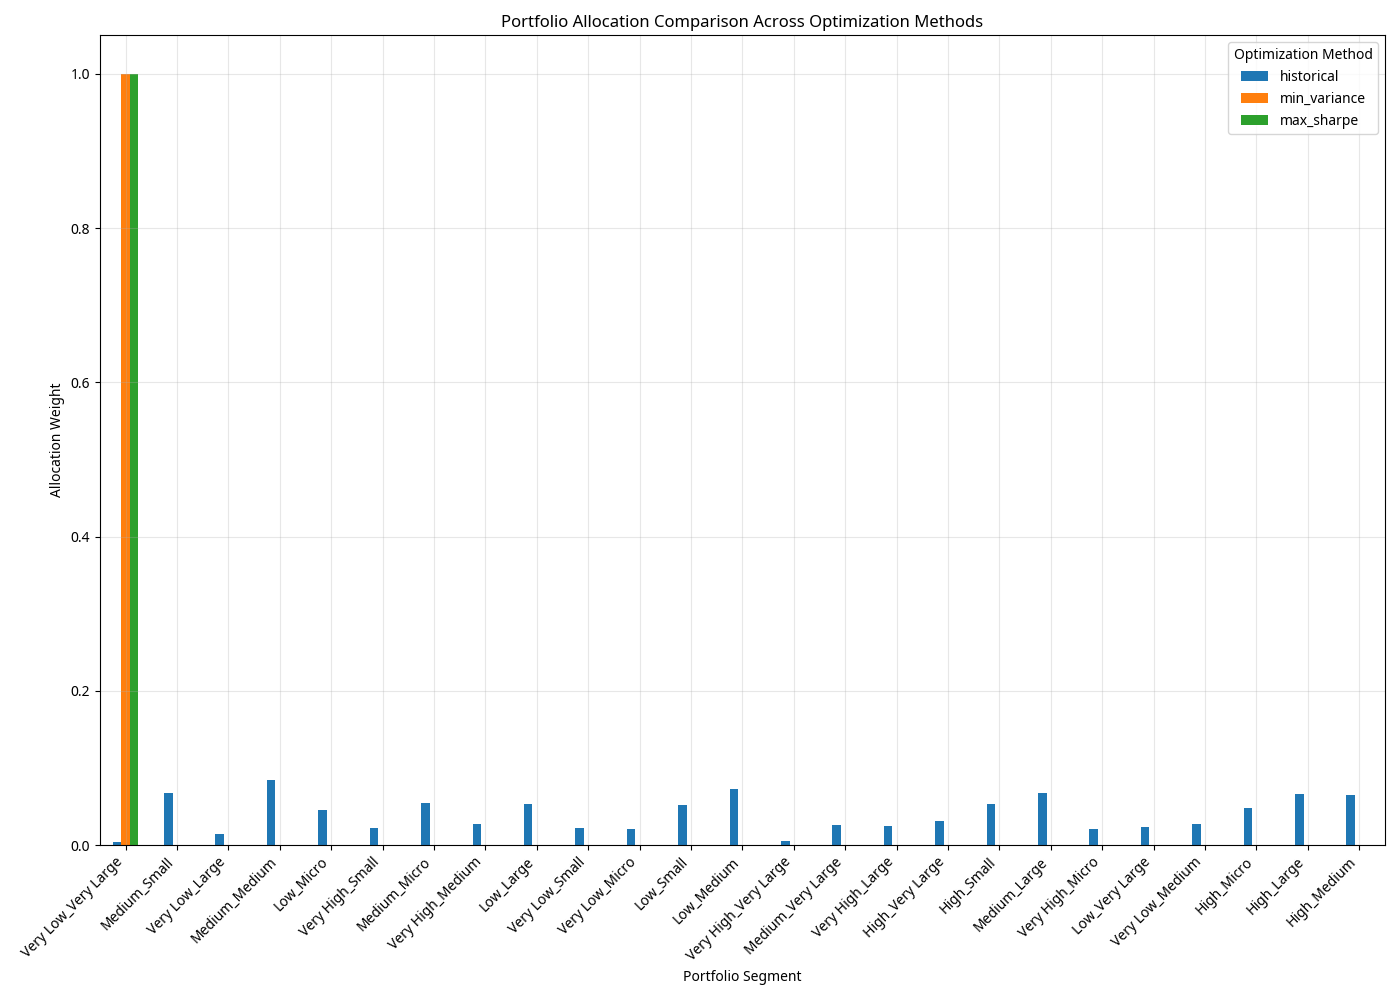 Portfolio Allocation Comparison Across Optimization Methods
Optimization Method
historical
min_variance
max_sharpe
Allocation Weight
1.0
0.8
0.6
0.4
0.2
0.0
Very Low_Very Large
Medium_Small
Very Low_Large
Medium_Medium
Low_Micro
Very High_Small
Medium_Micro
Very High_Medium
Low_Large
Very Low_Small
Very Low_Micro
Low_Small
Low_Medium
Very High_Very Large
Medium_Very Large
Very High_Large
High_Very Large
High_Small
Medium_Large
Very High_Micro
Low_Very Large
Very Low_Medium
High_Micro
High_Large
High_Medium
Portfolio Segment